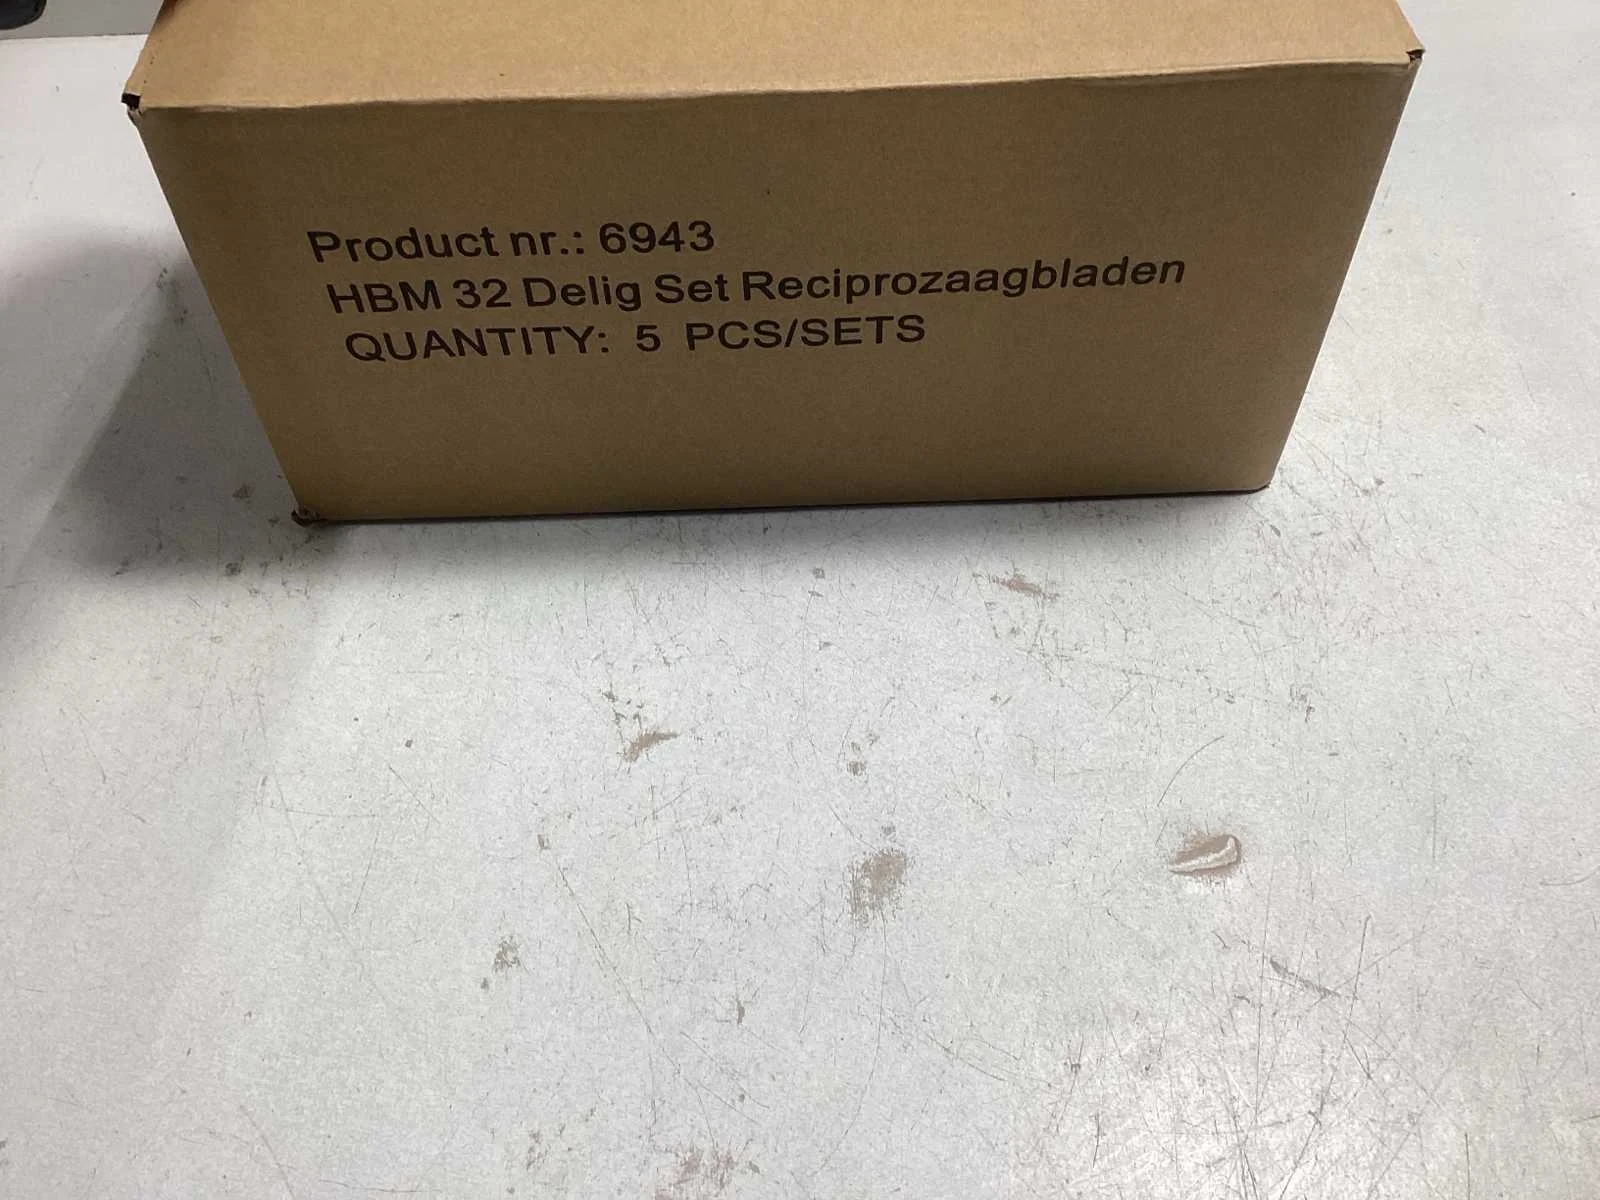 Product nr.: 6943
HBM 32 Delig Set Reciprozaagbladen
QUANTITY: 5 PCS/SETS